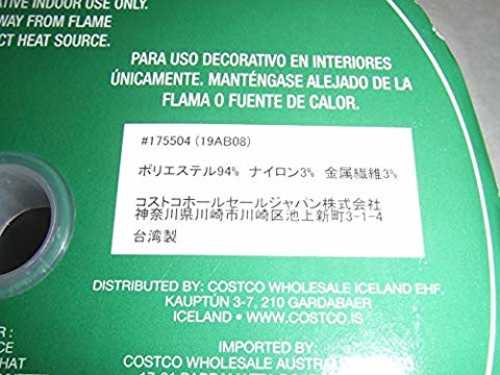 ATIVE INDOOR USE ONLY.
WAY FROM FLAME
CT HEAT SOURCE.
PARA USO DECORATIVO EN INTERIORES
ÚNICAMENTE. MANTÉNGASE ALEJADO DE LA
FLAMA O FUENTE DE CALOR.
#175504 (19AB08)
ポリエステル94% ナイロン3% 金属繊維3%
コストコホールセールジャパン株式会社
神奈川県川崎市川崎区池上新町3-1-4
台湾製
DISTRIBUTED BY: COSTCO WHOLESALE ICELAND EHF.
KAUPTÚN 3-7, 210 GARDABAER
ICELAND • WWW.COSTCO.IS
R :
CE
HAT
IMPORTED BY:
COSTCO WHOLESALE AUSTRA